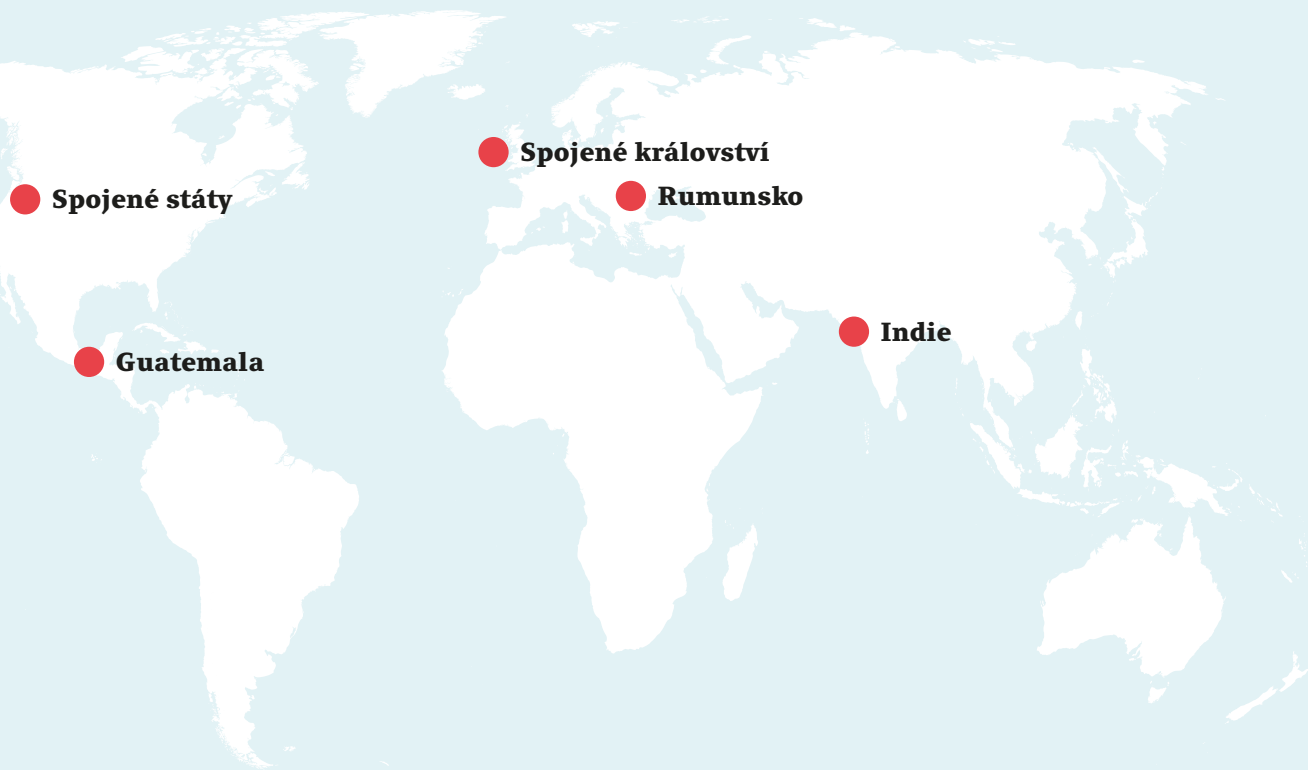 Spojené království
Rumunsko
Spojené státy
Indie
Guatemala